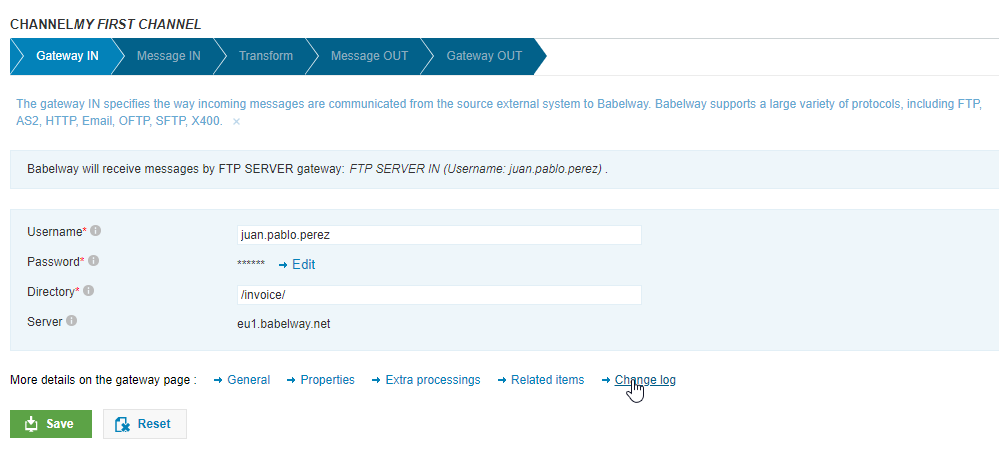 CHANNELMY FIRST CHANNEL
Gateway IN Message IN Transform Message OUT Gateway OUT
The gateway IN specifies the way incoming messages are communicated from the source external system to Babelway. Babelway supports a large variety of protocols, including FTP,
AS2, HTTP, Email, OFTP, SFTP, X400. ×
Babelway will receive messages by FTP SERVER gateway: FTP SERVER IN (Username: juan.pablo.perez) .
Username* juan.pablo.perez
Password* ****** → Edit
Directory* /invoice/
Server eu1.babelway.net
More details on the gateway page : → General → Properties → Extra processings → Related items → Change log
Save Reset